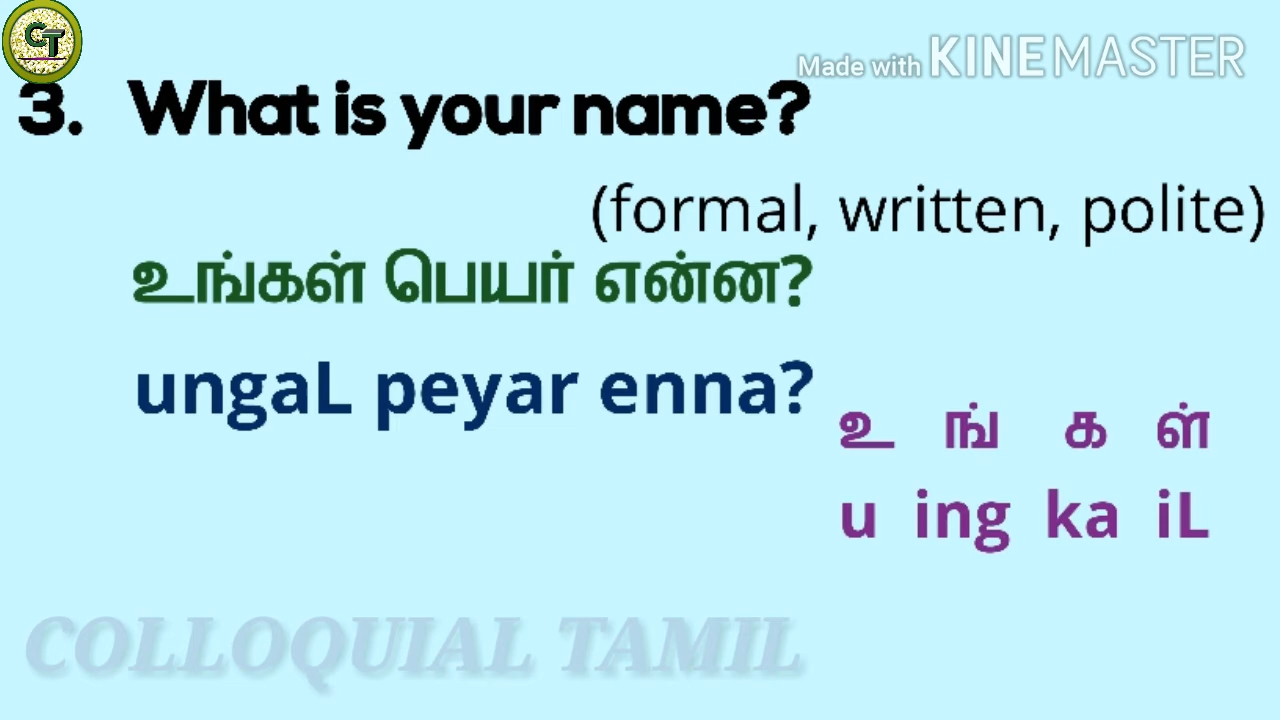 CT
Made with KINEMASTER
3. What is your name?
(formal, written, polite)
உங்கள் பெயர் என்ன?
ungaL peyar enna?
உ ங் க ள்
u ing ka iL
COLLOQUIAL TAMIL